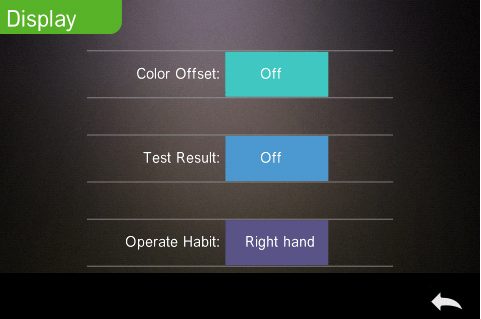 Display
Color Offset: Off
Test Result: Off
Operate Habit: Right hand